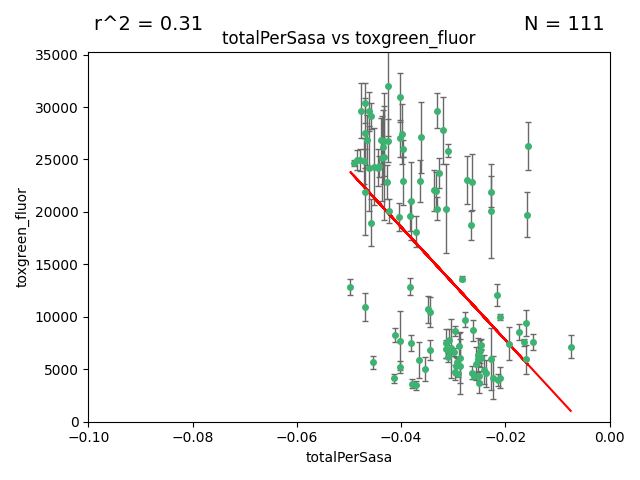 r^2 = 0.31
N = 111
totalPerSasa vs toxgreen_fluor
35000
30000
25000
20000
15000
10000
5000
0
toxgreen_fluor
−0.10
−0.08
−0.06
−0.04
−0.02
0.00
totalPerSasa